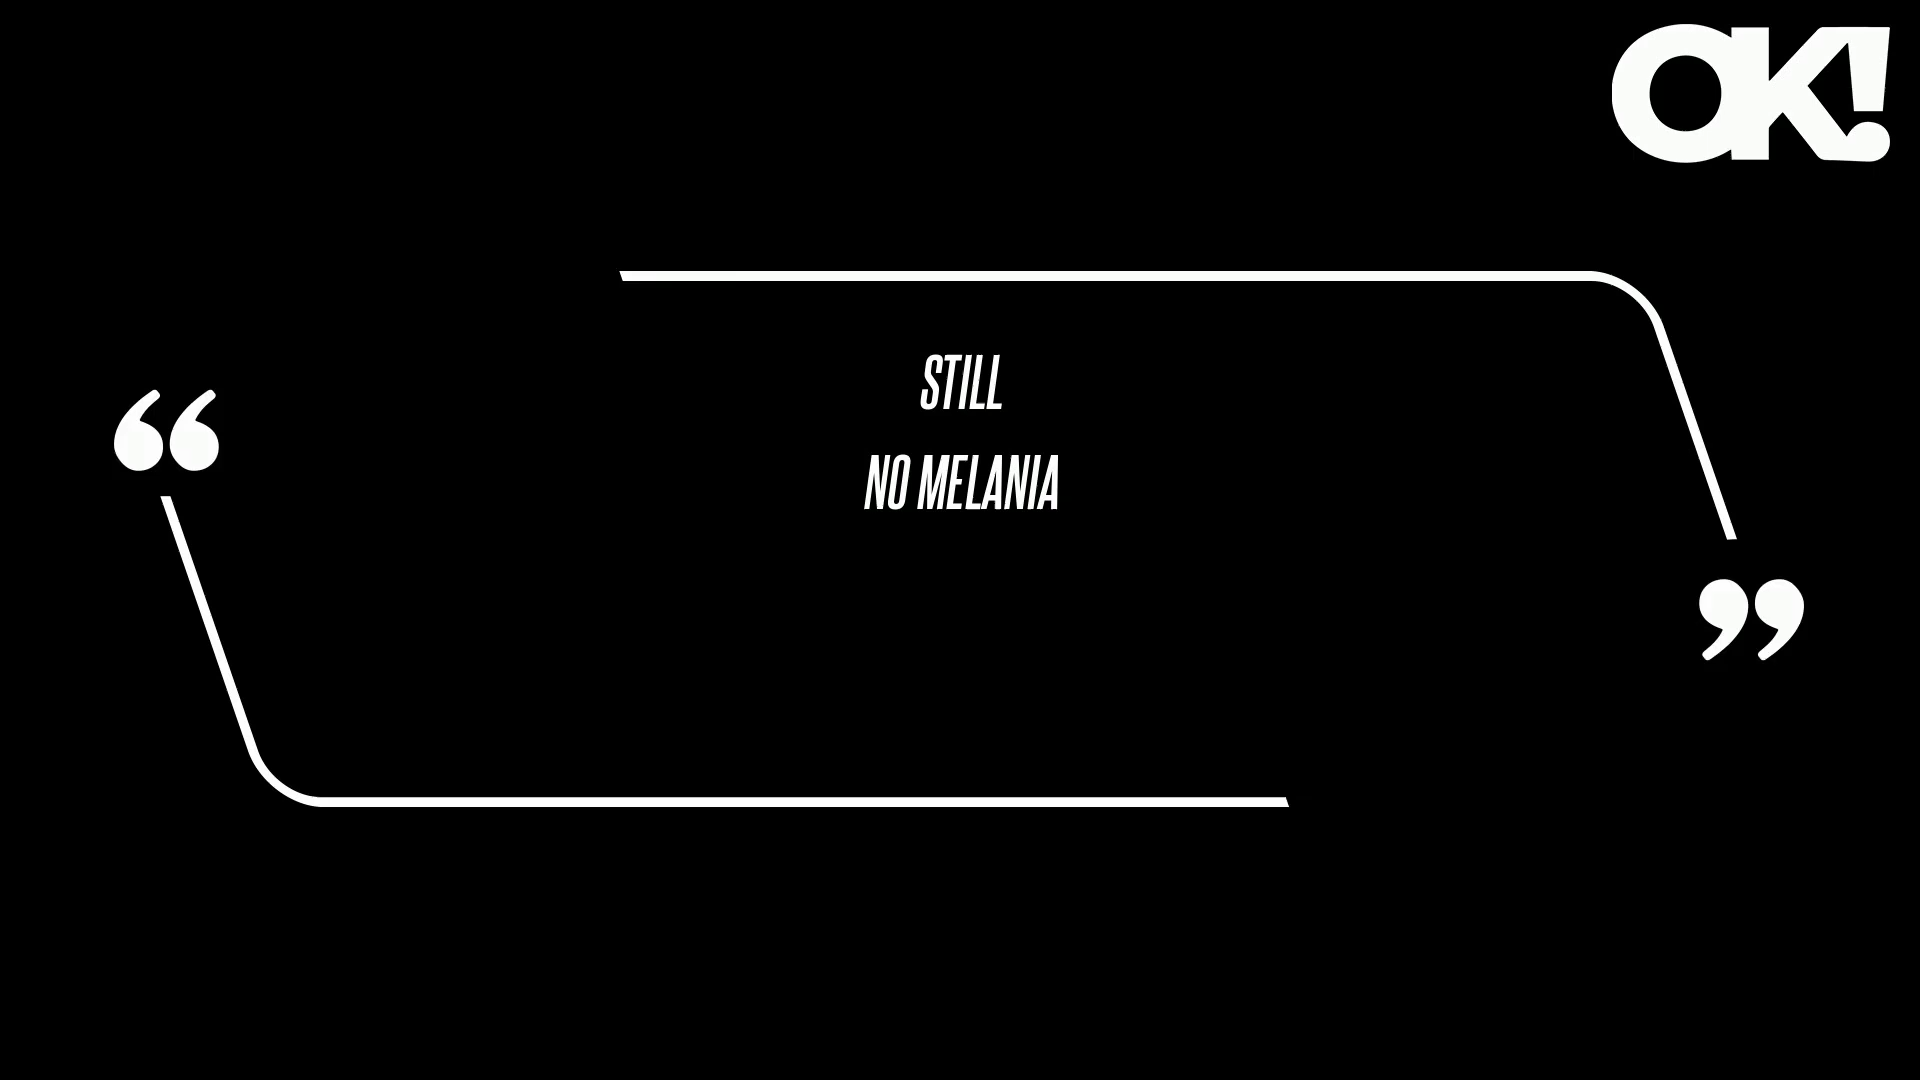 OK!
“
STILL
NO MELANIA
”